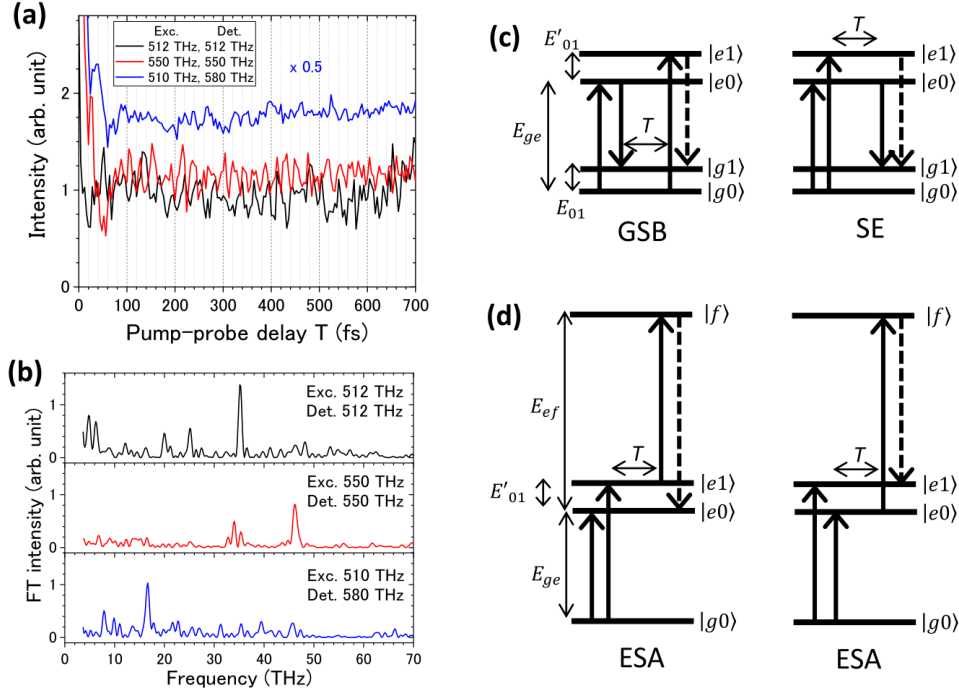 (a)
Exc. Det.
512 THz, 512 THz
550 THz, 550 THz
510 THz, 580 THz
x 0.5
2
1
0
Intensity (arb. unit)
0 100 200 300 400 500 600 700
Pump-probe delay T (fs)
(b)
Exc. 512 THz
Det. 512 THz
Exc. 550 THz
Det. 550 THz
Exc. 510 THz
Det. 580 THz
1
0
1
0
1
0
FT intensity (arb. unit)
0 10 20 30 40 50 60 70
Frequency (THz)
(c)
E'01
|e1⟩
|e0⟩
Ege
T
|g1⟩
|g0⟩
E01
GSB
T
|e1⟩
|e0⟩
|g1⟩
|g0⟩
SE
(d)
|f⟩
Eef
T
E'01
|e1⟩
|e0⟩
Ege
|g0⟩
ESA
|f⟩
T
|e1⟩
|e0⟩
|g0⟩
ESA